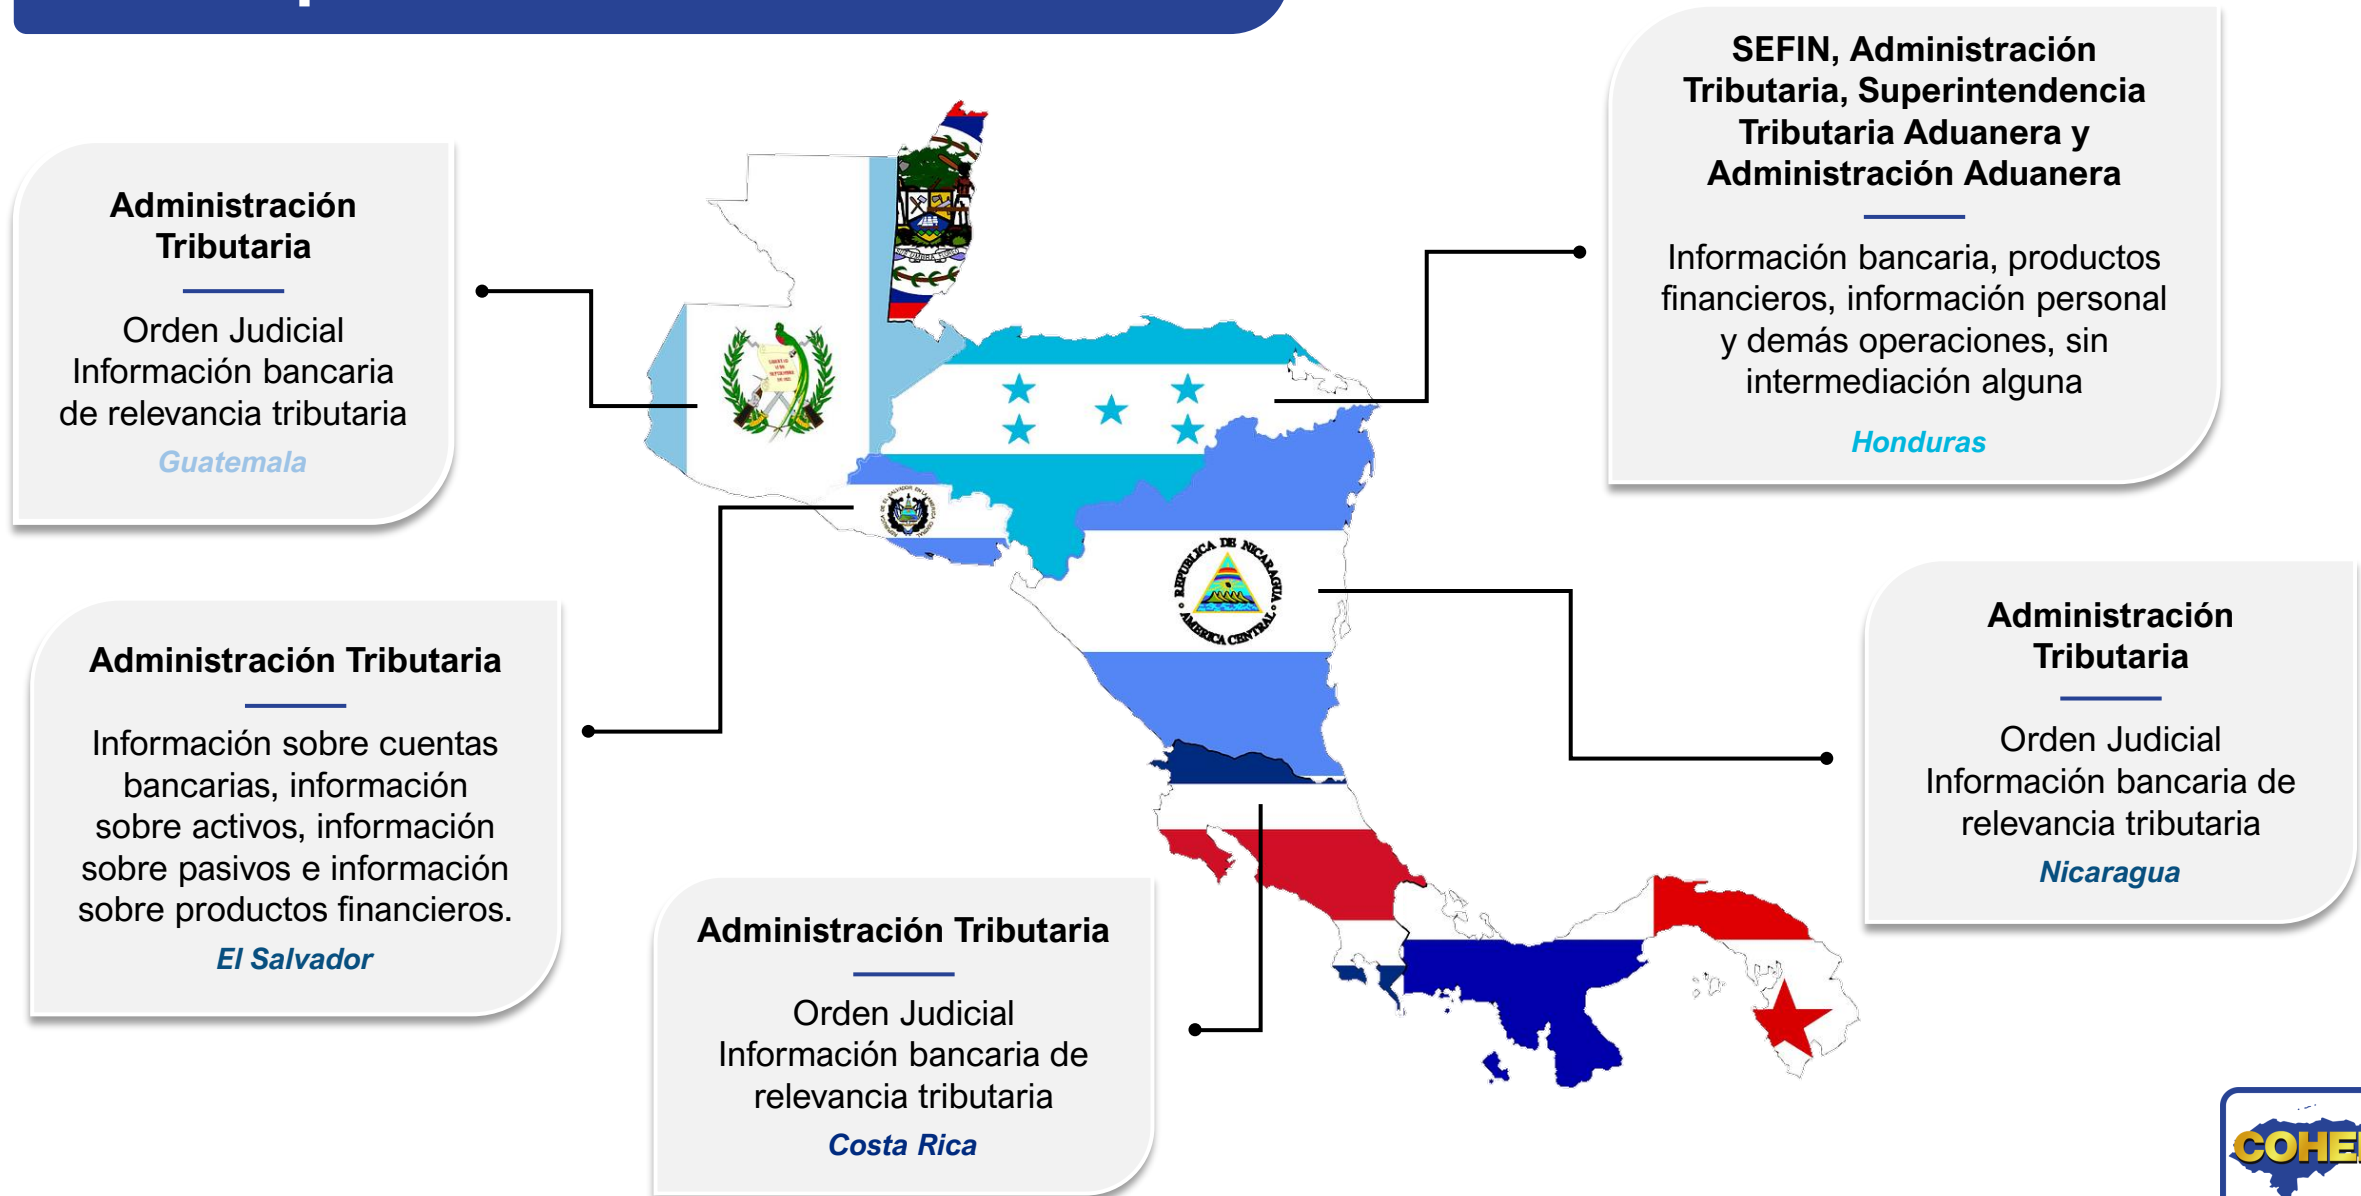 Administración
Tributaria
Orden Judicial
Información bancaria
de relevancia tributaria
Guatemala
SEFIN, Administración
Tributaria, Superintendencia
Tributaria Aduanera y
Administración Aduanera
Información bancaria, productos
financieros, información personal
y demás operaciones, sin
intermediación alguna
Honduras
Administración Tributaria
Información sobre cuentas
bancarias, información
sobre activos, información
sobre pasivos e información
sobre productos financieros.
El Salvador
REPUBLICA DE NICARAGUA
AMERICA CENTRAL
Administración
Tributaria
Orden Judicial
Información bancaria de
relevancia tributaria
Nicaragua
Administración Tributaria
Orden Judicial
Información bancaria de
relevancia tributaria
Costa Rica